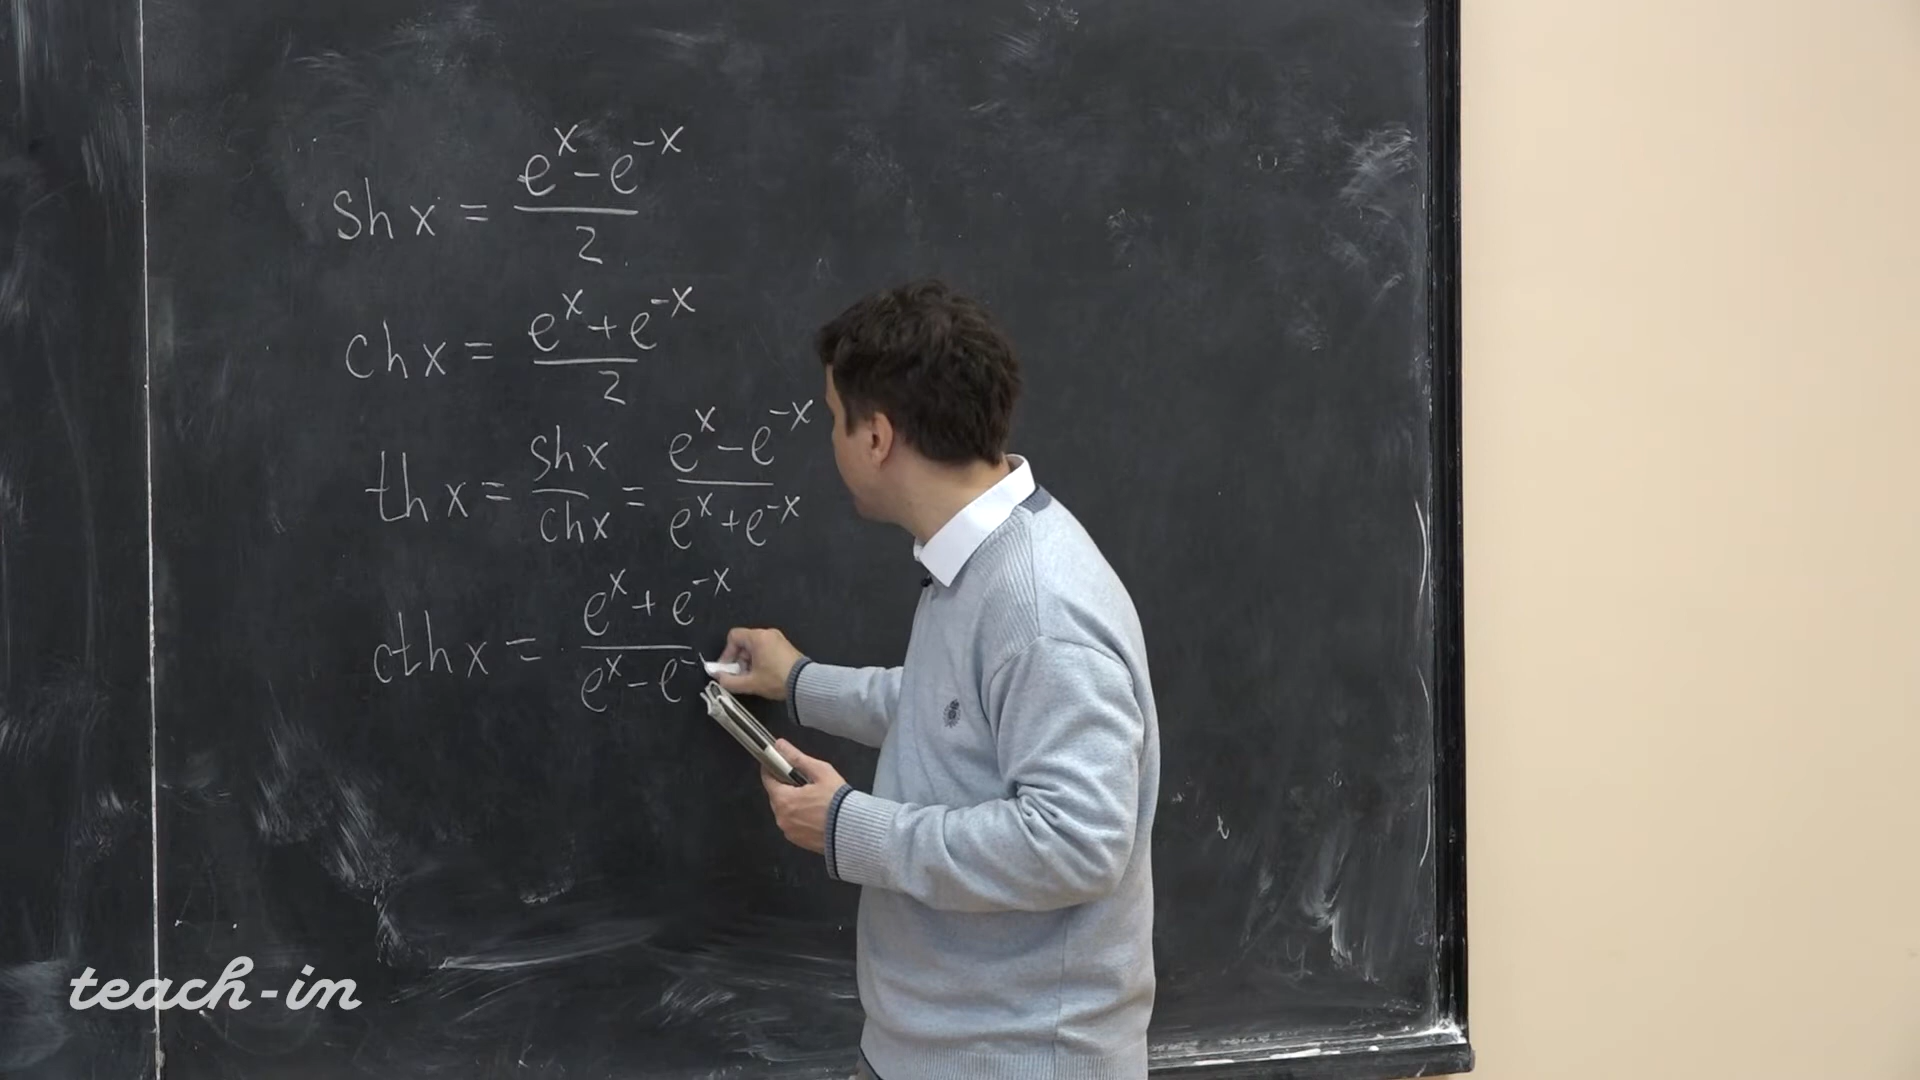 sh x = (e^x - e^{-x}) / 2
ch x = (e^x + e^{-x}) / 2
th x = sh x / ch x = (e^x - e^{-x}) / (e^x + e^{-x})
cth x = (e^x + e^{-x}) / (e^x - e^-
teach-in